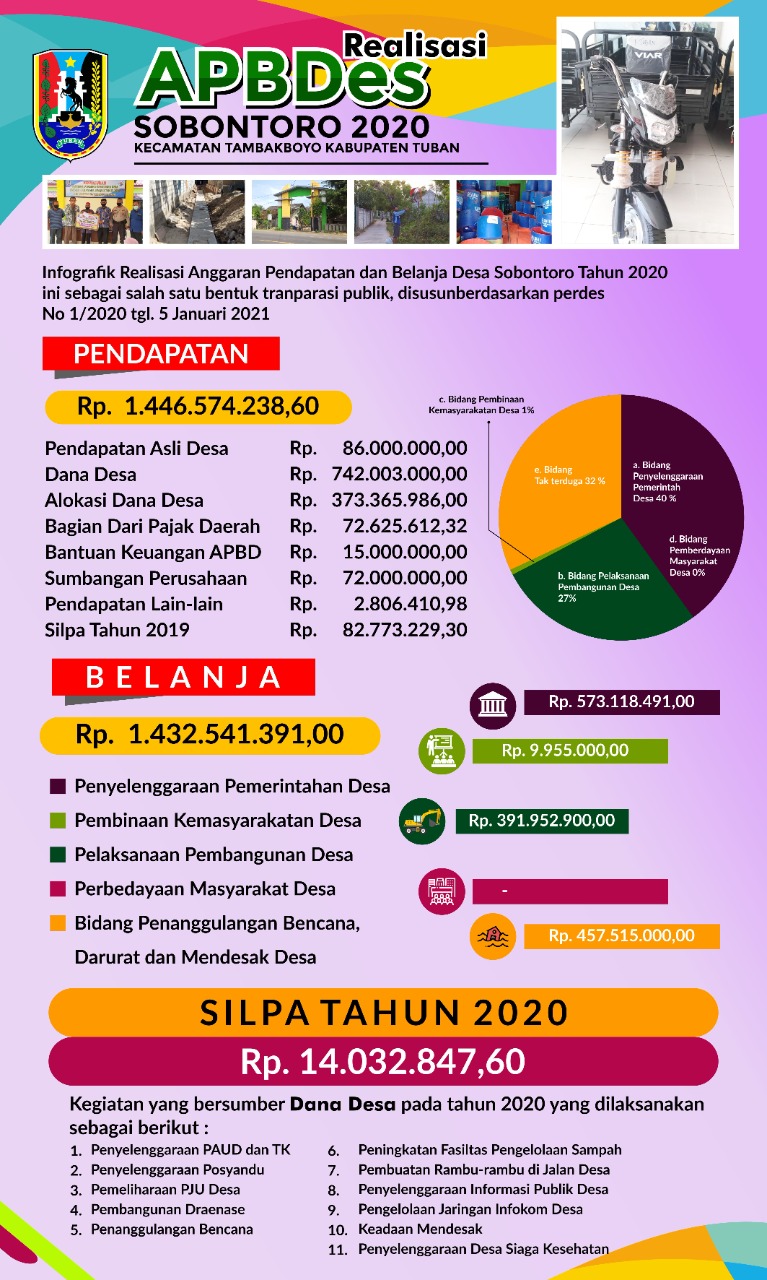 Realisasi
APBDes
SOBONTORO 2020
KECAMATAN TAMBAKBOYO KABUPATEN TUBAN
VIAR
Infografik Realisasi Anggaran Pendapatan dan Belanja Desa Sobontoro Tahun 2020
ini sebagai salah satu bentuk tranparasi publik, disusunberdasarkan perdes
No 1/2020 tgl. 5 Januari 2021
PENDAPATAN
Rp. 1.446.574.238,60
Pendapatan Asli Desa Rp. 86.000.000,00
Dana Desa Rp. 742.003.000,00
Alokasi Dana Desa Rp. 373.365.986,00
Bagian Dari Pajak Daerah Rp. 72.625.612,32
Bantuan Keuangan APBD Rp. 15.000.000,00
Sumbangan Perusahaan Rp. 72.000.000,00
Pendapatan Lain-lain Rp. 2.806.410,98
Silpa Tahun 2019 Rp. 82.773.229,30
c. Bidang Pembinaan
Kemasyarakatan Desa 1%
e. Bidang
Tak terduga 32 %
a. Bidang
Penyelenggaraan
Pemerintah
Desa 40 %
d. Bidang
Pemberdayaan
Masyarakat
Desa 0%
b. Bidang Pelaksanaan
Pembangunan Desa
27%
BELANJA
Rp. 1.432.541.391,00
Penyelenggaraan Pemerintahan Desa
Pembinaan Kemasyarakatan Desa
Pelaksanaan Pembangunan Desa
Perbedayaan Masyarakat Desa
Bidang Penanggulangan Bencana,
Darurat dan Mendesak Desa
Rp. 573.118.491,00
Rp. 9.955.000,00
Rp. 391.952.900,00
-
Rp. 457.515.000,00
SILPA TAHUN 2020
Rp. 14.032.847,60
Kegiatan yang bersumber Dana Desa pada tahun 2020 yang dilaksanakan
sebagai berikut :
1. Penyelenggaraan PAUD dan TK
2. Penyelenggaraan Posyandu
3. Pemeliharaan PJU Desa
4. Pembangunan Draenase
5. Penanggulangan Bencana
6. Peningkatan Fasiltas Pengelolaan Sampah
7. Pembuatan Rambu-rambu di Jalan Desa
8. Penyelenggaraan Informasi Publik Desa
9. Pengelolaan Jaringan Infokom Desa
10. Keadaan Mendesak
11. Penyelenggaraan Desa Siaga Kesehatan